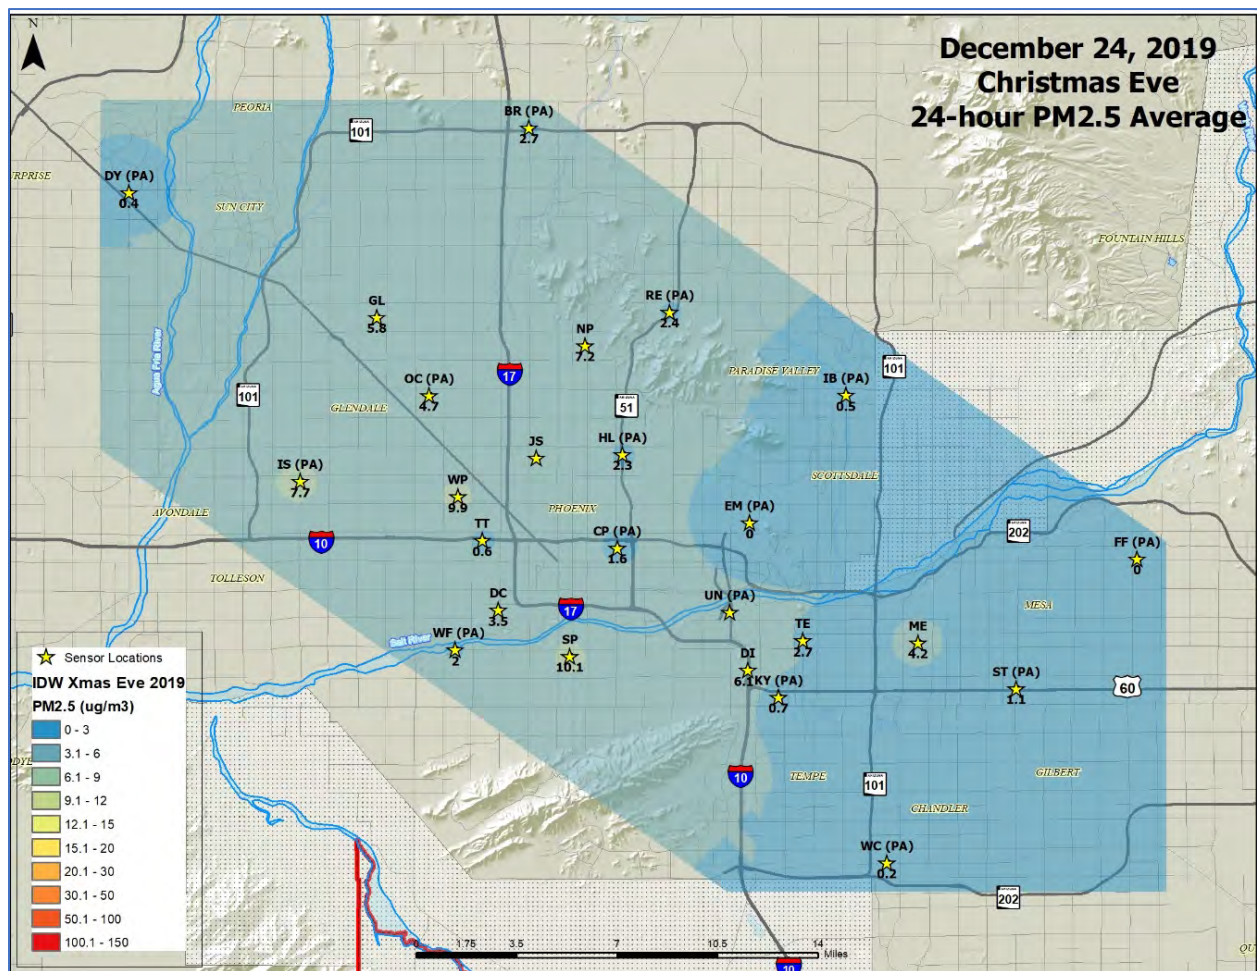 N
December 24, 2019
Christmas Eve
24-hour PM2.5 Average
PEORIA
BR (PA)
2.7
101
DY (PA)
0.4
SUN CITY
FOUNTAIN HILLS
GL
5.8
RE (PA)
2.4
NP
7.2
Agua Fria River
17
PARADISE VALLEY
101
IB (PA)
0.5
OC (PA)
4.7
101
GLENDALE
51
JS
HL (PA)
2.3
IS (PA)
7.7
WP
9.9
SCOTTSDALE
AVONDALE
PHOENIX
EM (PA)
0
TT
0.6
CP (PA)
1.6
10
202
FF (PA)
0
TOLLESON
DC
3.5
17
UN (PA)
MESA
WF (PA)
2
Salt River
SP
10.1
TE
2.7
ME
4.2
DI
6.1
KY (PA)
0.7
ST (PA)
1.1
60
10
TEMPE
101
GILBERT
CHANDLER
WC (PA)
0.2
202
Sensor Locations
IDW Xmas Eve 2019
PM2.5 (ug/m3)
0 - 3
3.1 - 6
6.1 - 9
9.1 - 12
12.1 - 15
15.1 - 20
20.1 - 30
30.1 - 50
50.1 - 100
100.1 - 150
0 1.75 3.5 7 10.5 14
Miles
10